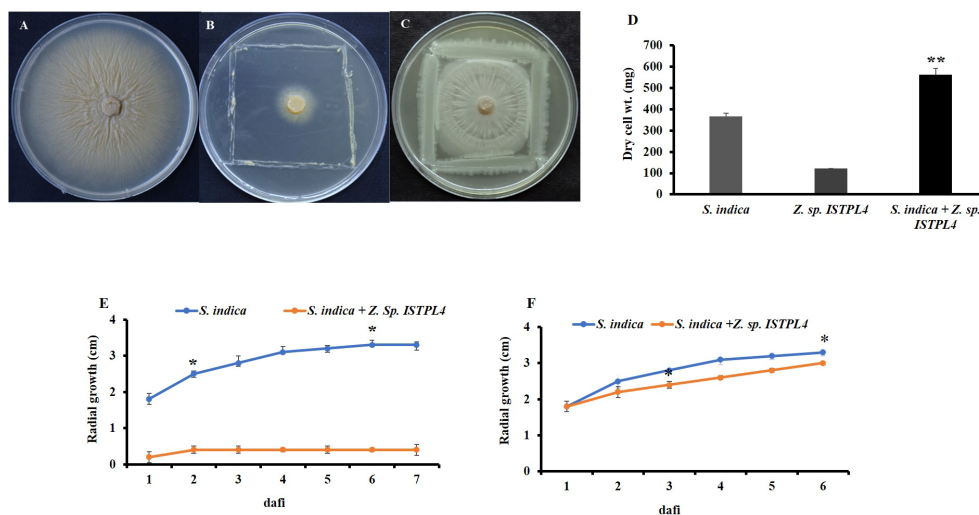 A
B
C
D
700
600
500
400
300
200
100
0
Dry cell wt. (mg)
**
S. indica
Z. sp. ISTPL4
S. indica + Z. sp.
ISTPL4
E
S. indica
S. indica + Z. Sp. ISTPL4
4
3
2
1
0
Radial growth (cm)
*
*
1 2 3 4 5 6 7
dafi
F
S. indica
S. indica +Z. sp. ISTPL4
4
3
2
1
0
Radial growth (cm)
*
*
1 2 3 4 5 6
dafi